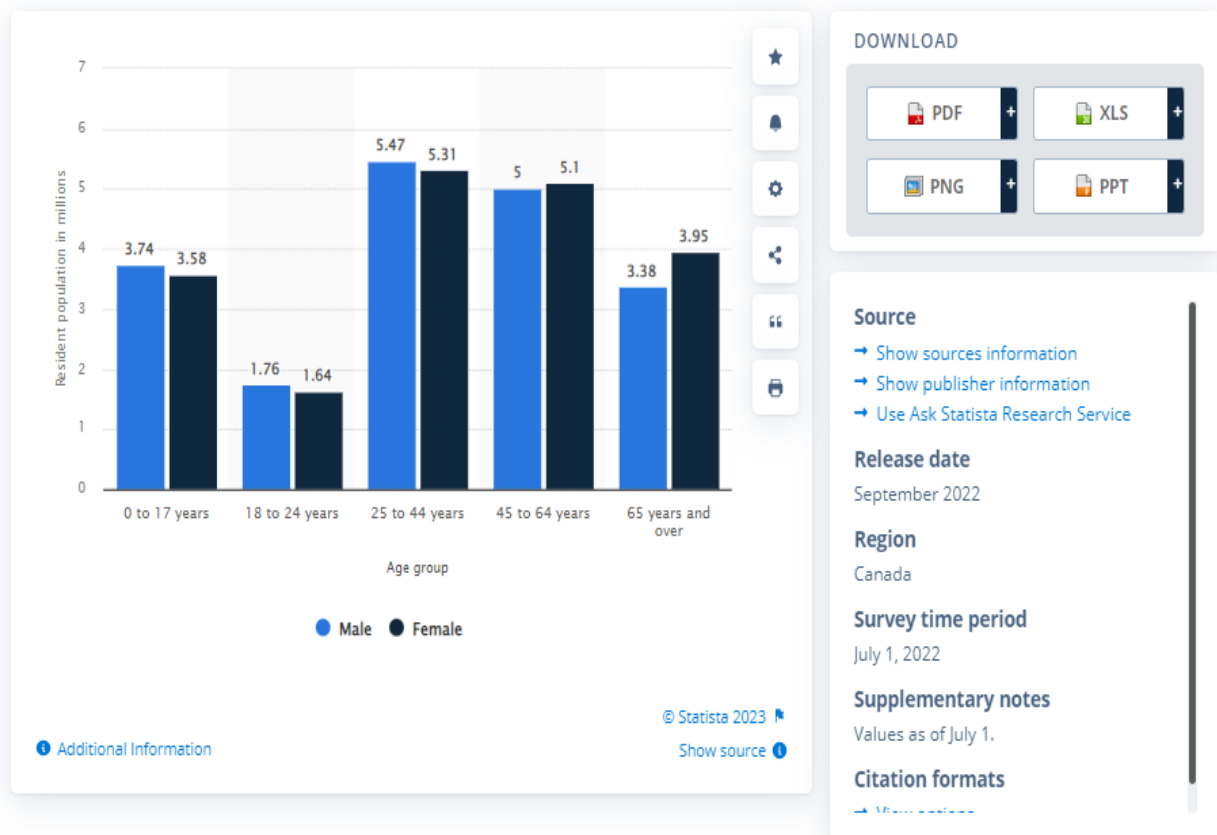 7
6
5
4
3
2
1
0
Resident population in millions
3.74
3.58
1.76
1.64
5.47
5.31
5
5.1
3.38
3.95
0 to 17 years
18 to 24 years
25 to 44 years
45 to 64 years
65 years and
over
Age group
Male
Female
© Statista 2023
Additional Information
Show source
DOWNLOAD
PDF +
XLS +
PNG +
PPT +
Source
Show sources information
Show publisher information
Use Ask Statista Research Service
Release date
September 2022
Region
Canada
Survey time period
July 1, 2022
Supplementary notes
Values as of July 1.
Citation formats
View options